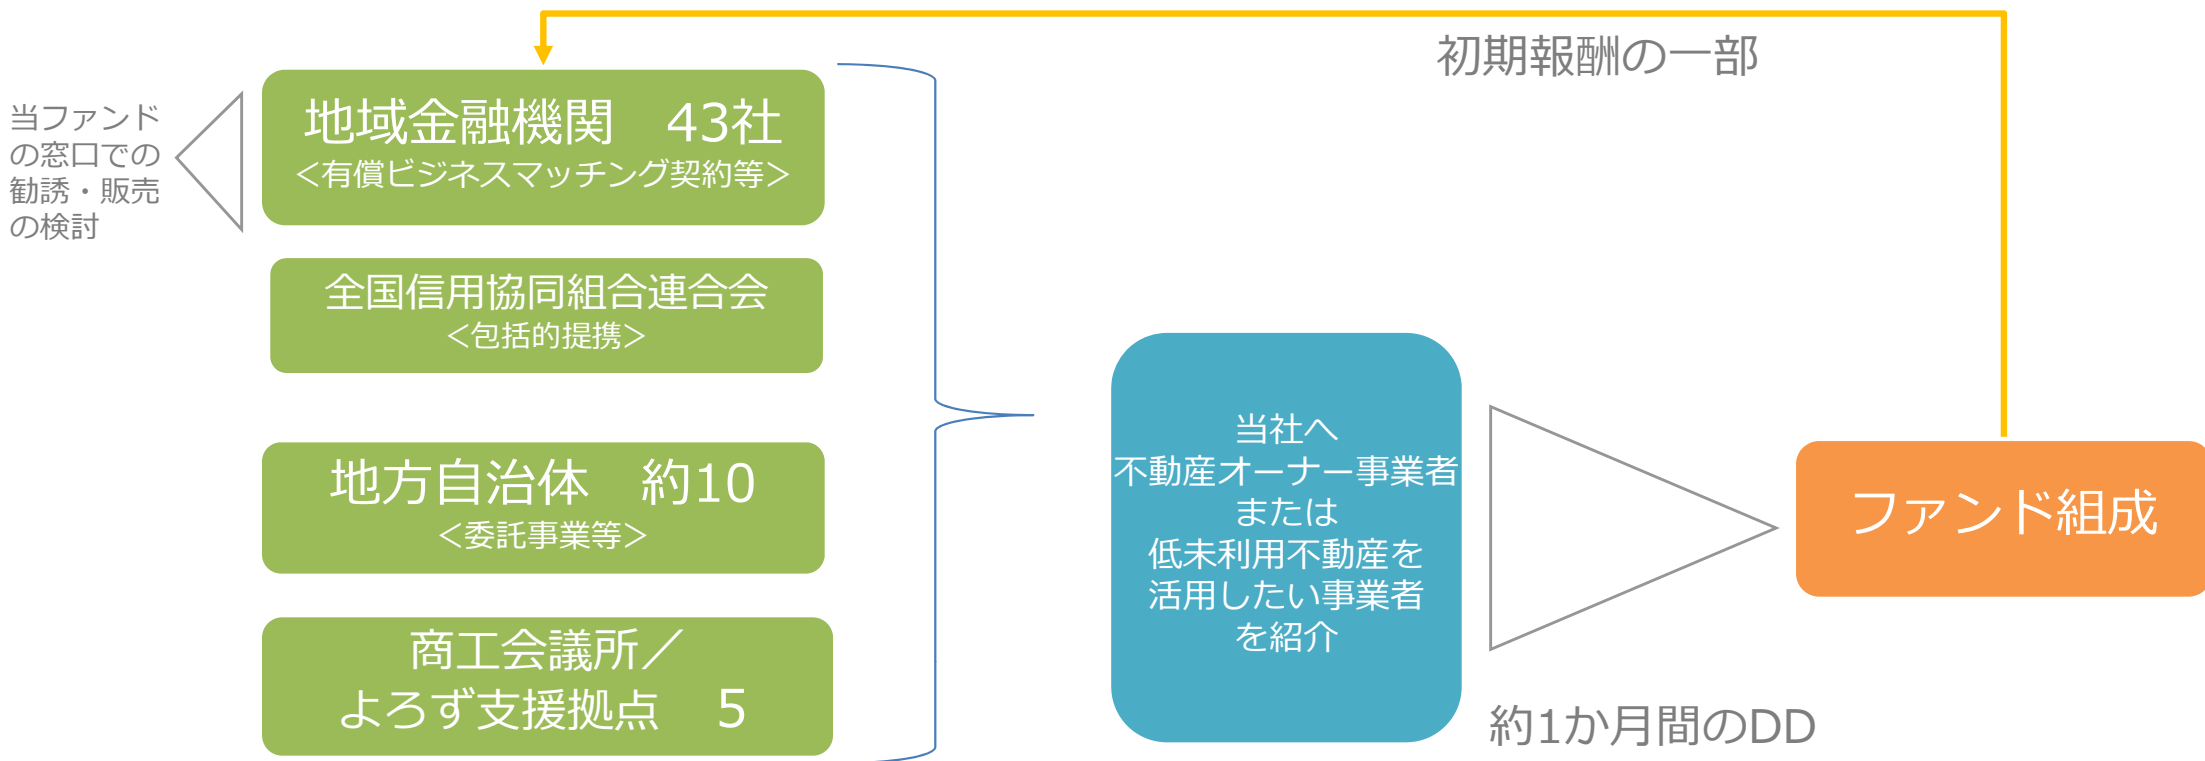 初期報酬の一部
当ファンド
の窓口での
勧誘・販売
の検討
地域金融機関　43社
＜有償ビジネスマッチング契約等＞
全国信用協同組合連合会
＜包括的提携＞
地方自治体　約10
＜委託事業等＞
商工会議所／
よろず支援拠点　5
当社へ
不動産オーナー事業者
または
低未利用不動産を
活用したい事業者
を紹介
約1か月間のDD
ファンド組成